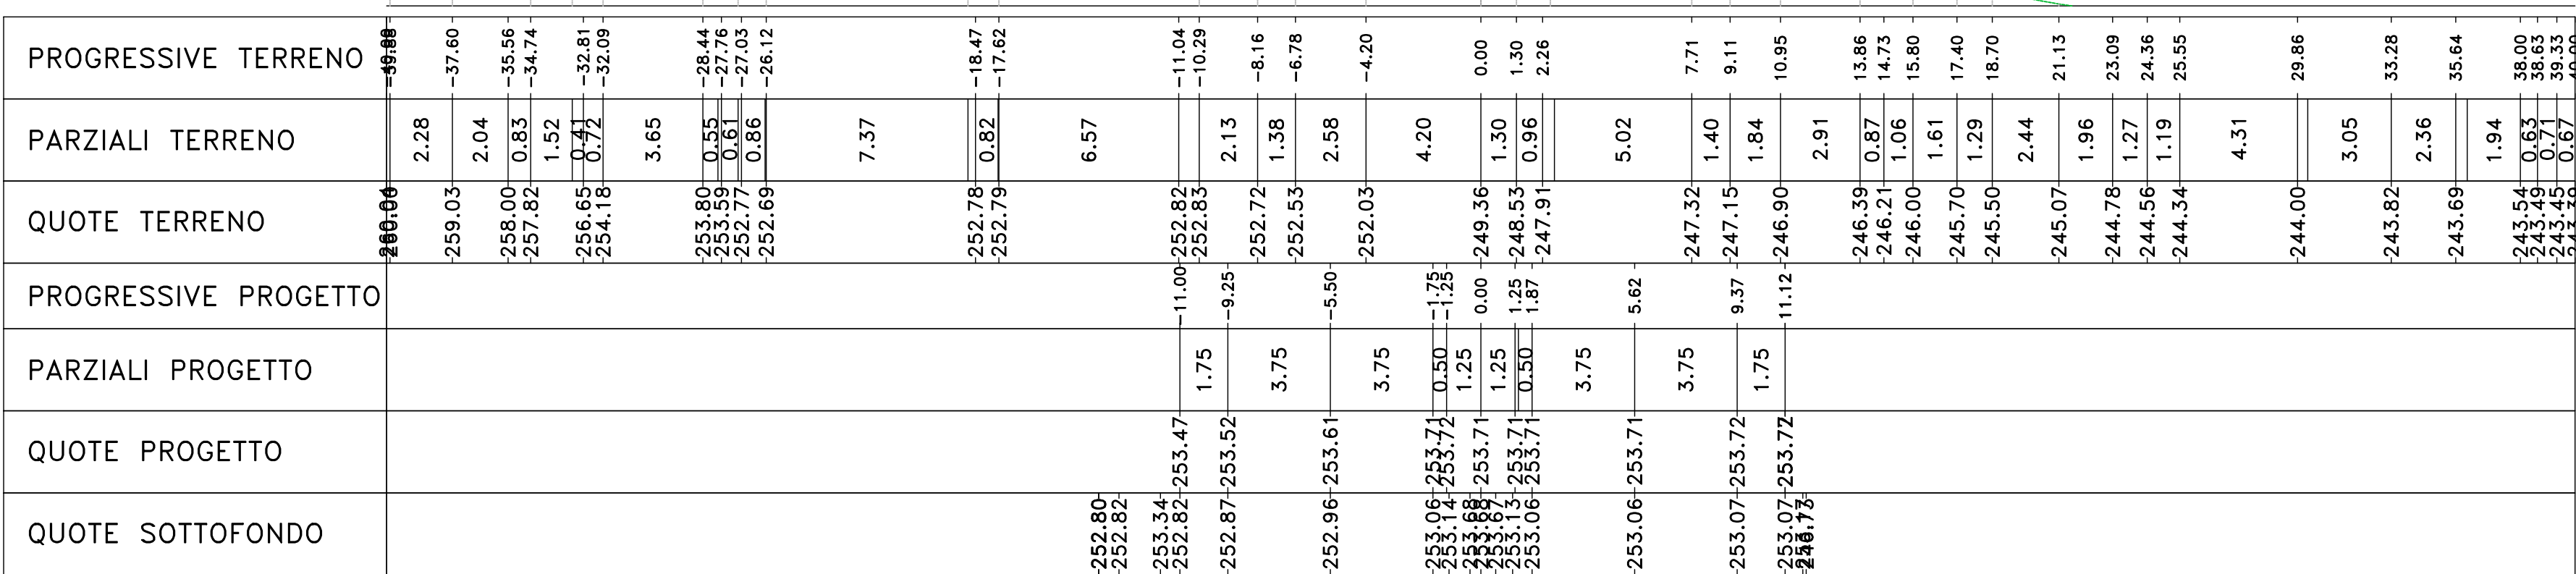 PROGRESSIVE TERRENO -37.60 -35.56 -34.74 -32.81 -32.09 -28.44 -27.76 -27.03 -26.12 -18.47 -17.62 -11.04 -10.29 -8.16 -6.78 -4.20 0.00 1.30 2.26 7.71 9.11 10.95 13.86 14.73 15.80 17.40 18.70 21.13 23.09 24.36 25.55 29.86 33.28 35.64 38.00 38.63 39.33
PARZIALI TERRENO 2.28 2.04 0.83 1.52 0.41 0.72 3.65 0.55 0.61 0.86 7.37 0.82 6.57 2.13 1.38 2.58 4.20 1.30 0.96 5.02 1.40 1.84 2.91 0.87 1.06 1.61 1.29 2.44 1.96 1.27 1.19 4.31 3.05 2.36 1.94 0.63 0.71 0.67
QUOTE TERRENO 259.03 258.00 257.82 256.65 254.18 253.80 253.59 252.77 252.69 252.78 252.79 252.82 252.83 252.72 252.53 252.03 249.36 248.53 247.91 247.32 247.15 246.90 246.39 246.21 246.00 245.70 245.50 245.07 244.78 244.56 244.34 244.00 243.82 243.69 243.54 243.49 243.45
PROGRESSIVE PROGETTO -11.00 -9.25 -5.50 -1.75 -1.25 0.00 1.25 1.87 5.62 9.37 11.12
PARZIALI PROGETTO 1.75 3.75 3.75 0.50 1.25 1.25 0.50 3.75 3.75 1.75
QUOTE PROGETTO 253.47 253.52 253.61 253.71 253.72 253.71 253.71 253.71 253.71 253.72 253.72
QUOTE SOTTOFONDO 252.80 252.82 253.34 252.82 252.87 252.96 253.06 253.14 253.68 253.68 253.67 253.13 253.06 253.06 253.07 253.07